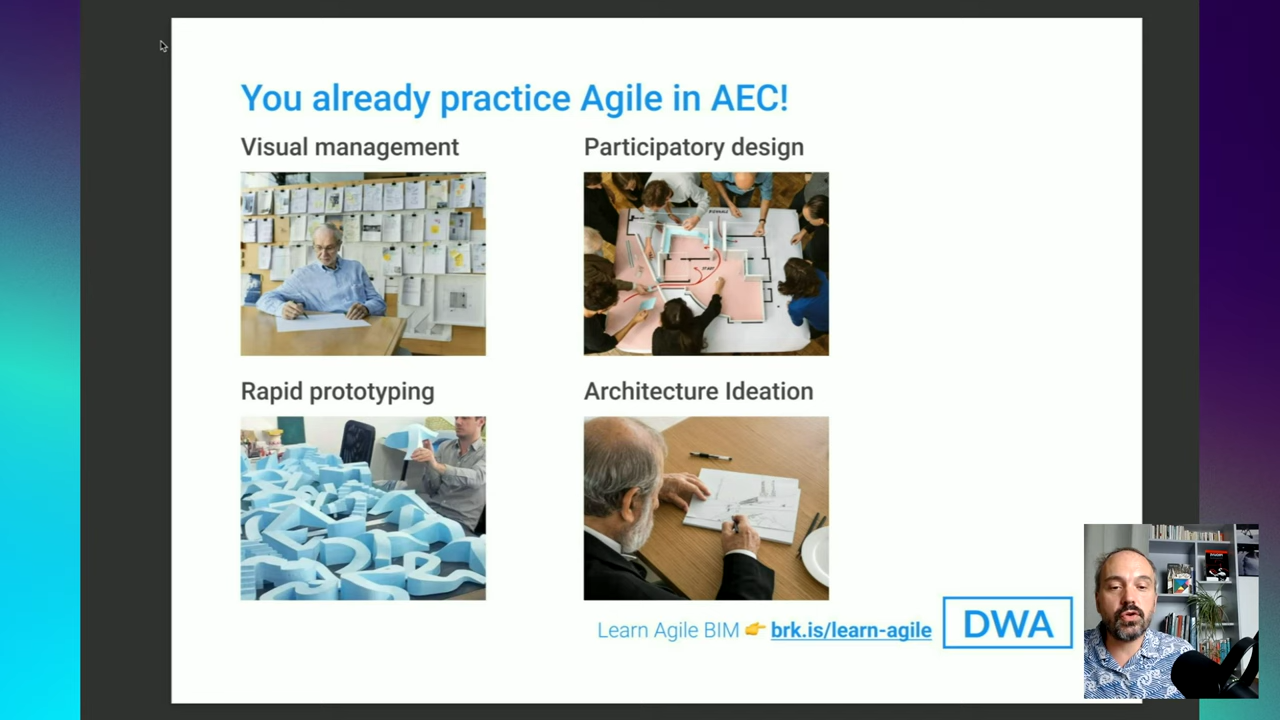 You already practice Agile in AEC!
Visual management
Participatory design
Rapid prototyping
Architecture Ideation
Learn Agile BIM 👉 brk.is/learn-agile
DWA